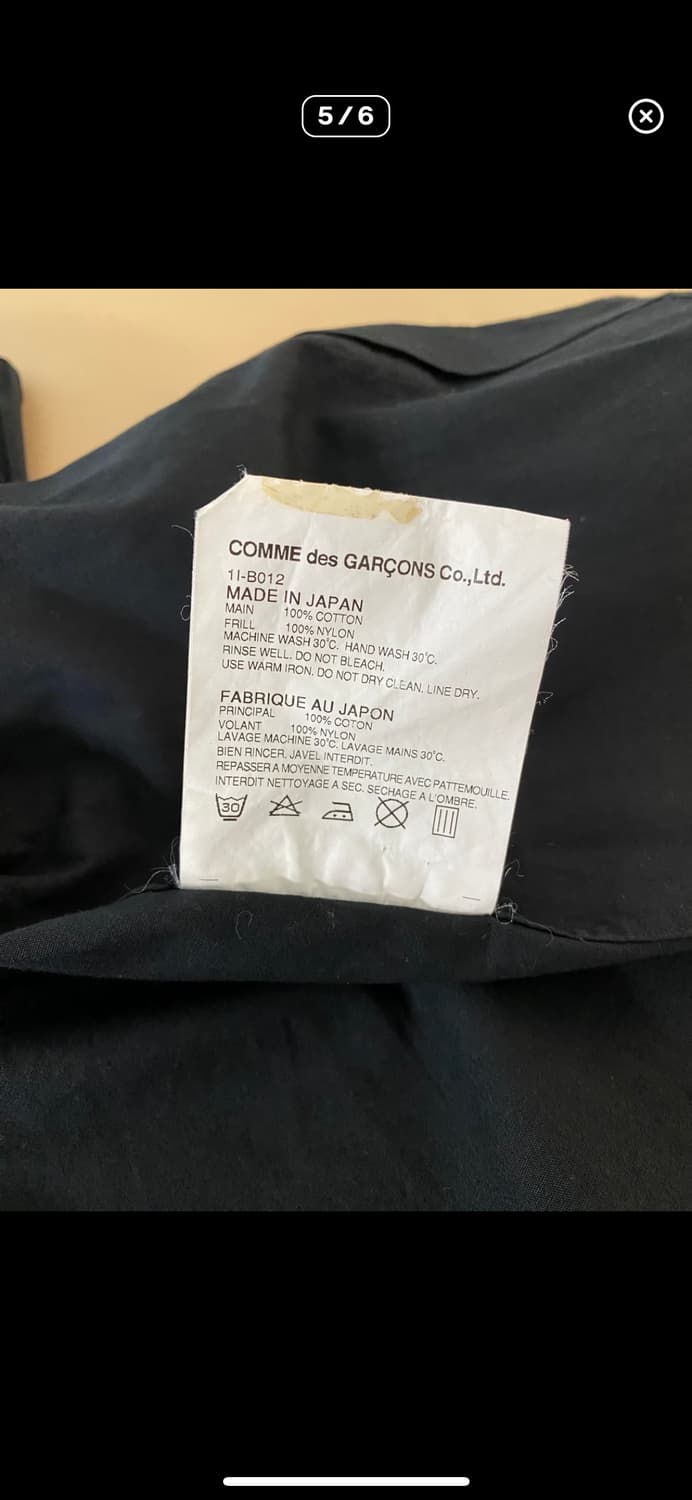 5/6
COMME des GARÇONS Co.,Ltd.
1I-B012
MADE IN JAPAN
MAIN 100% COTTON
FRILL 100% NYLON
MACHINE WASH 30℃. HAND WASH 30℃.
RINSE WELL. DO NOT BLEACH.
USE WARM IRON. DO NOT DRY CLEAN. LINE DRY.
FABRIQUE AU JAPON
PRINCIPAL 100% COTON
VOLANT 100% NYLON
LAVAGE MACHINE 30℃. LAVAGE MAINS 30℃.
BIEN RINCER. JAVEL INTERDIT.
REPASSER A MOYENNE TEMPERATURE AVEC PATTEMOUILLE.
INTERDIT NETTOYAGE A SEC. SECHAGE A L'OMBRE.
30